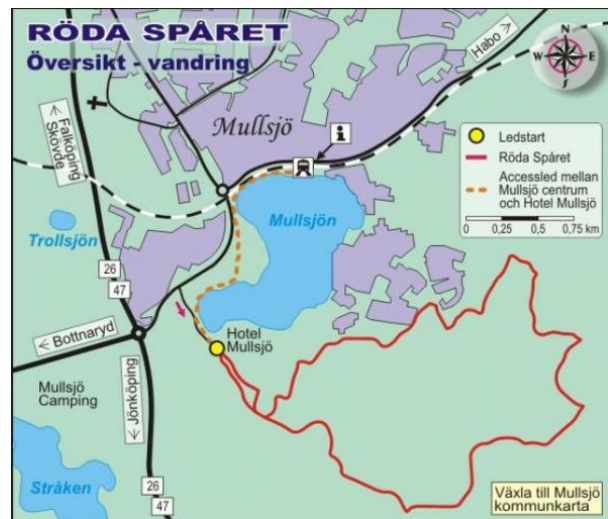 RÖDA SPÅRET
Översikt - vandring
Habo
N
W
E
S
Falköping
Skövde
Mullsjö
i
Ledstart
Röda Spåret
Accessled mellan
Mullsjö centrum
och Hotel Mullsjö
0 0,25 0,5 0,75 km
Trollsjön
Mullsjön
26
47
Bottnaryd
Hotel
Mullsjö
Mullsjö
Camping
Jönköping
Stråken
26
47
Växla till Mullsjö
kommunkarta